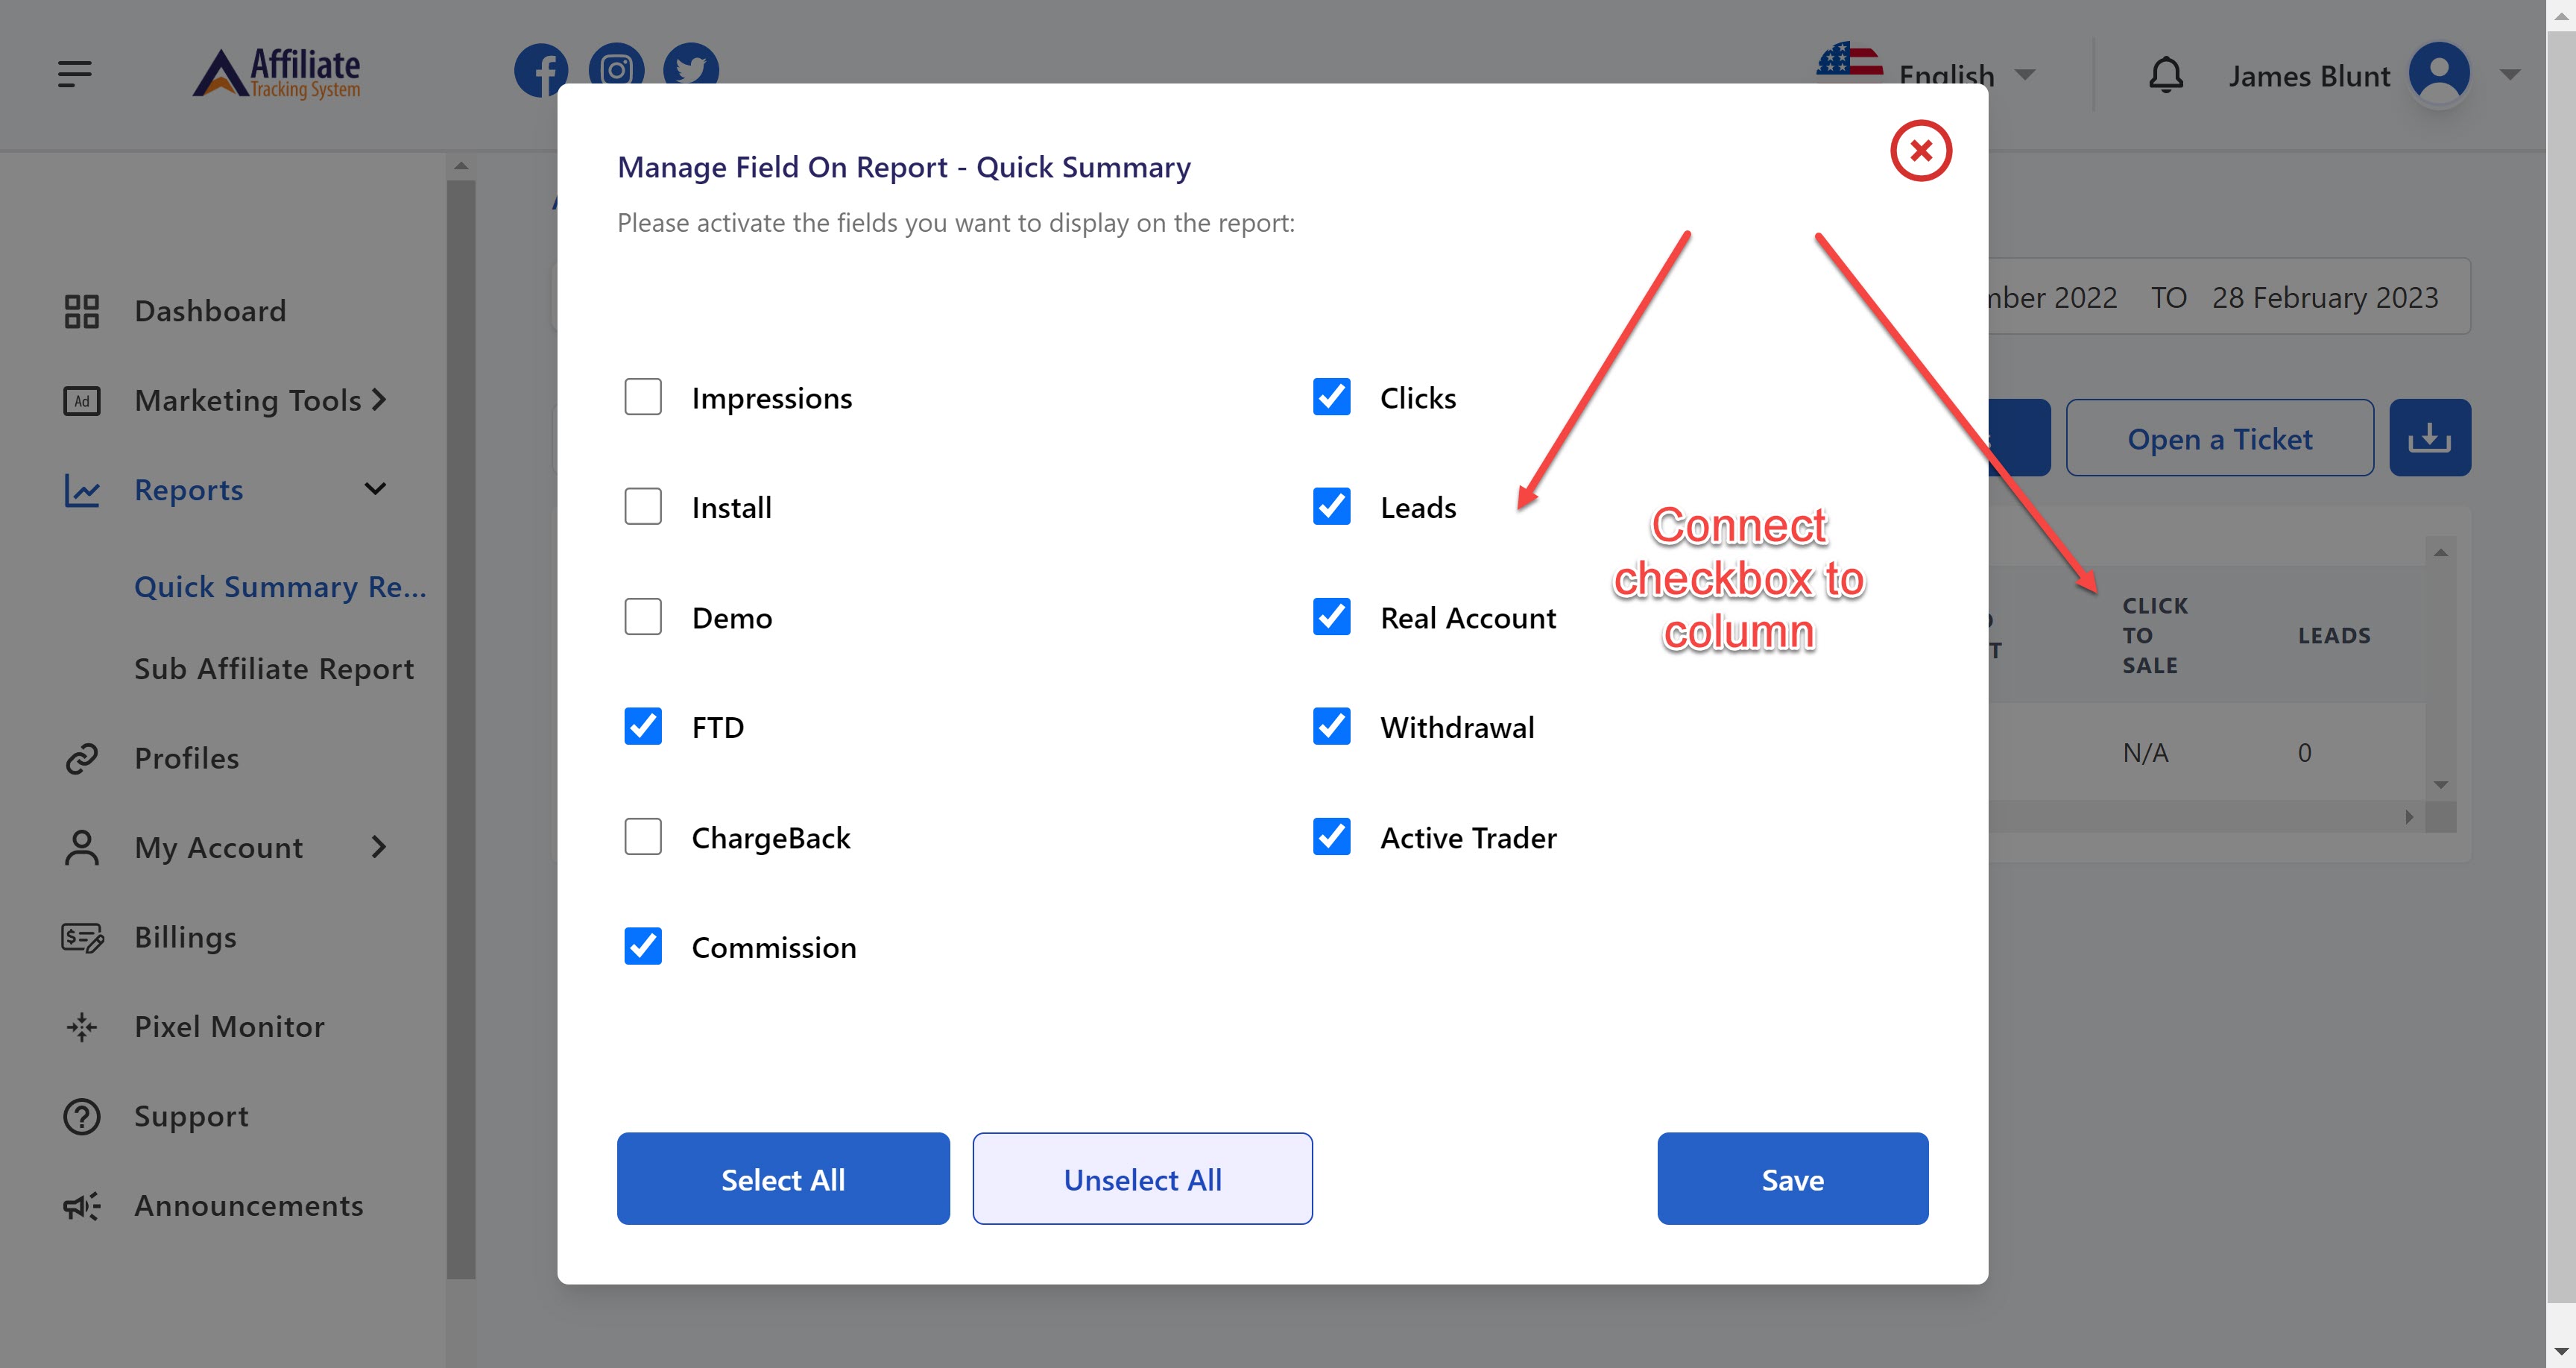 Affiliate
Tracking System
English
James Blunt
Manage Field On Report - Quick Summary
Please activate the fields you want to display on the report:
mber 2022 TO 28 February 2023
Dashboard
Ad
Marketing Tools
Reports
Quick Summary Re...
Sub Affiliate Report
Profiles
My Account
Billings
Pixel Monitor
Support
Announcements
Impressions
Clicks
Install
Leads
Demo
Real Account
FTD
Withdrawal
ChargeBack
Active Trader
Commission
Connect
checkbox to
column
Open a Ticket
CLICK
TO
SALE
LEADS
N/A
0
Select All
Unselect All
Save